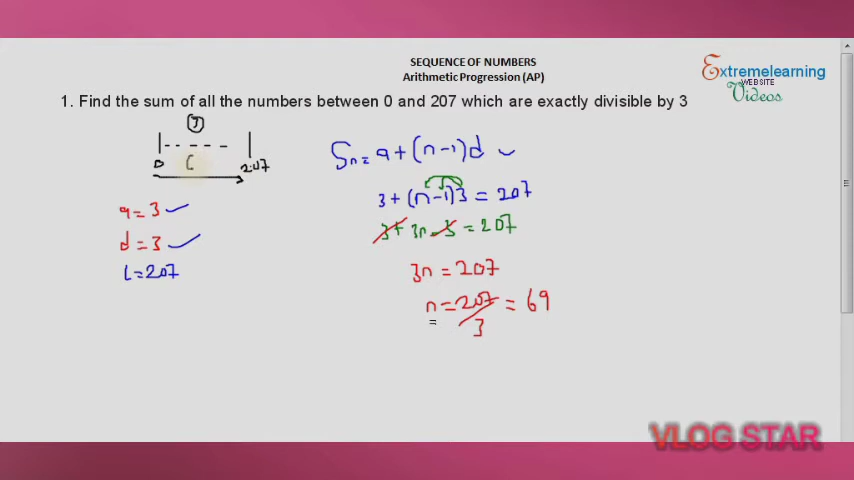 SEQUENCE OF NUMBERS
Arithmetic Progression (AP)
Extremelearning
WEBSITE
Videos
1. Find the sum of all the numbers between 0 and 207 which are exactly divisible by 3
0 207
a = 3
d = 3
L = 207
Sn = a + (n-1)d
3 + (n-1)3 = 207
3 + 3n - 3 = 207
3n = 207
n = 207/3 = 69
VLOG STAR